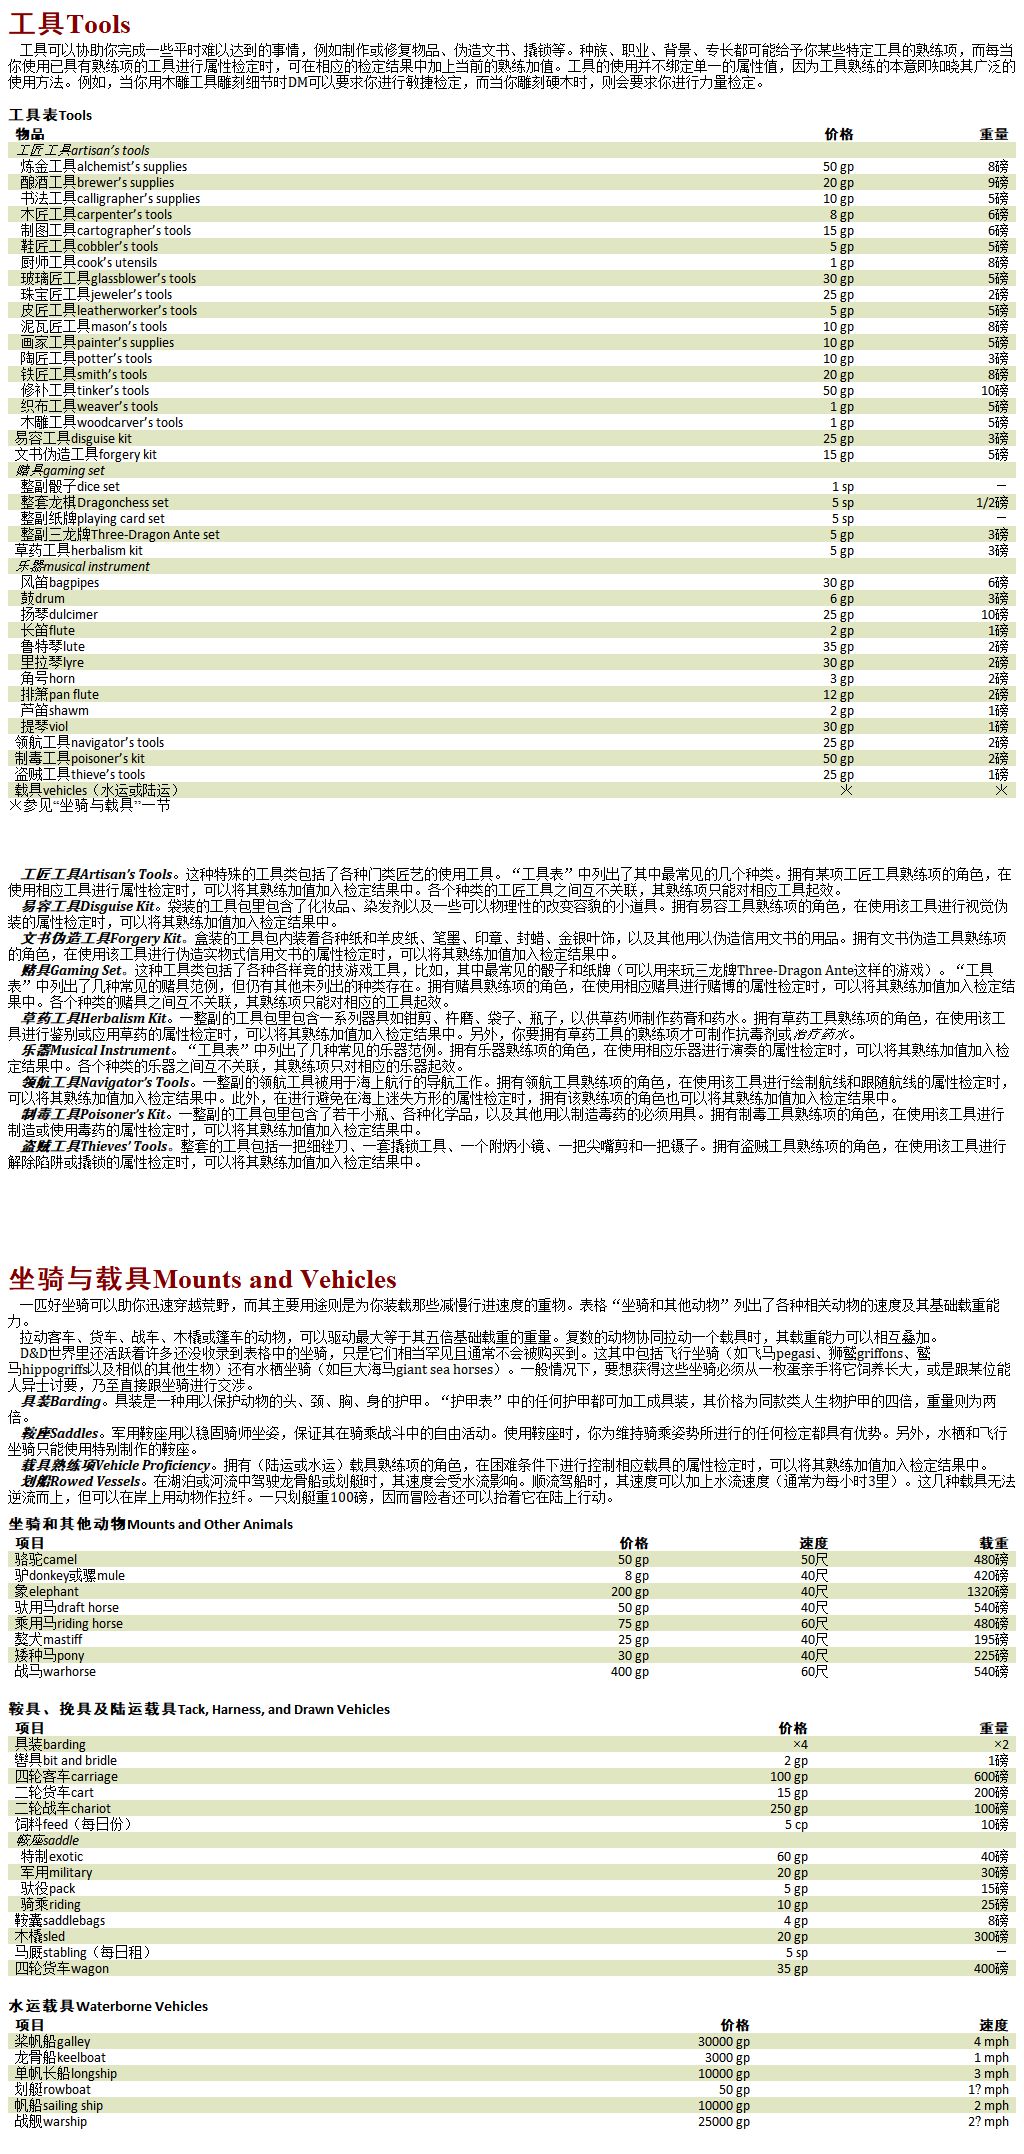 工具Tools
工具可以协助你完成一些平时难以达到的事情，例如制作或修复物品、伪造文书、撬锁等。种族、职业、背景、专长都可能给予你某些特定工具的熟练项，而每当
你使用已具有熟练项的工具进行属性检定时，可在相应的检定结果中加上当前的熟练加值。工具的使用并不绑定单一的属性值，因为工具熟练的本意即知晓其广泛的
使用方法。例如，当你用木雕工具雕刻细节时DM可以要求你进行敏捷检定，而当你雕刻硬木时，则会要求你进行力量检定。
工具表Tools
物品 价格 重量
工匠工具artisan’s tools
炼金工具alchemist’s supplies 50 gp 8磅
酿酒工具brewer’s supplies 20 gp 9磅
书法工具calligrapher’s supplies 10 gp 5磅
木匠工具carpenter’s tools 8 gp 6磅
制图工具cartographer’s tools 15 gp 6磅
鞋匠工具cobbler’s tools 5 gp 5磅
厨师工具cook’s utensils 1 gp 8磅
玻璃匠工具glassblower’s tools 30 gp 5磅
珠宝匠工具jeweler’s tools 25 gp 2磅
皮匠工具leatherworker’s tools 5 gp 5磅
泥瓦匠工具mason’s tools 10 gp 8磅
画家工具painter’s supplies 10 gp 5磅
陶匠工具potter’s tools 10 gp 3磅
铁匠工具smith’s tools 20 gp 8磅
修补工具tinker’s tools 50 gp 10磅
织布工具weaver’s tools 1 gp 5磅
木雕工具woodcarver’s tools 1 gp 5磅
易容工具disguise kit 25 gp 3磅
文书伪造工具forgery kit 15 gp 5磅
赌具gaming set
整副骰子dice set 1 sp —
整套龙棋Dragonchess set 5 sp 1/2磅
整副纸牌playing card set 5 sp —
整副三龙牌Three-Dragon Ante set 5 gp 3磅
草药工具herbalism kit 5 gp 3磅
乐器musical instrument
风笛bagpipes 30 gp 6磅
鼓drum 6 gp 3磅
扬琴dulcimer 25 gp 10磅
长笛flute 2 gp 1磅
鲁特琴lute 35 gp 2磅
里拉琴lyre 30 gp 2磅
角号horn 3 gp 2磅
排箫pan flute 12 gp 2磅
芦笛shawm 2 gp 1磅
提琴viol 30 gp 1磅
领航工具navigator’s tools 25 gp 2磅
制毒工具poisoner’s kit 50 gp 2磅
盗贼工具thieve’s tools 25 gp 1磅
载具vehicles（水运或陆运） ⽕ ⽕
⽕参见“坐骑与载具”一节
工匠工具Artisan’s Tools。这种特殊的工具类包括了各种门类匠艺的使用工具。“工具表”中列出了其中最常见的几个种类。拥有某项工匠工具熟练项的角色，在
使用相应工具进行属性检定时，可以将其熟练加值加入检定结果中。各个种类的工匠工具之间互不关联，其熟练项只能对相应工具起效。
易容工具Disguise Kit。袋装的工具包里包含了化妆品、染发剂以及一些可以物理性的改变容貌的小道具。拥有易容工具熟练项的角色，在使用该工具进行视觉伪
装的属性检定时，可以将其熟练加值加入检定结果中。
文书伪造工具Forgery Kit。盒装的工具包内装着各种纸和羊皮纸、笔墨、印章、封蜡、金银叶饰，以及其他用以伪造信用文书的用品。拥有文书伪造工具熟练项
的角色，在使用该工具进行伪造实物式信用文书的属性检定时，可以将其熟练加值加入检定结果中。
赌具Gaming Set。这种工具类包括了各种各样竞的技游戏工具，比如，其中最常见的骰子和纸牌（可以用来玩三龙牌Three-Dragon Ante这样的游戏）。“工具
表”中列出了几种常见的赌具范例，但仍有其他未列出的种类存在。拥有赌具熟练项的角色，在使用相应赌具进行赌博的属性检定时，可以将其熟练加值加入检定结
果中。各个种类的赌具之间互不关联，其熟练项只能对相应的工具起效。
草药工具Herbalism Kit。一整副的工具包里包含一系列器具如钳剪、杵磨、袋子、瓶子，以供草药师制作药膏和药水。拥有草药工具熟练项的角色，在使用该工
具进行鉴别或应用草药的属性检定时，可以将其熟练加值加入检定结果中。另外，你要拥有草药工具的熟练项才可制作抗毒剂或治疗药水。
乐器Musical Instrument。“工具表”中列出了几种常见的乐器范例。拥有乐器熟练项的角色，在使用相应乐器进行演奏的属性检定时，可以将其熟练加值加入检
定结果中。各个种类的乐器之间互不关联，其熟练项只对相应的乐器起效。
领航工具Navigator’s Tools。一整副的领航工具被用于海上航行的导航工作。拥有领航工具熟练项的角色，在使用该工具进行绘制航线和跟随航线的属性检定时，
可以将其熟练加值加入检定结果中。此外，在进行避免在海上迷失方形的属性检定时，拥有该熟练项的角色也可以将其熟练加值加入检定结果中。
制毒工具Poisoner’s Kit。一整副的工具包里包含了若干小瓶、各种化学品，以及其他用以制造毒药的必须用具。拥有制毒工具熟练项的角色，在使用该工具进行
制造或使用毒药的属性检定时，可以将其熟练加值加入检定结果中。
盗贼工具Thieves’ Tools。整套的工具包括一把细锉刀、一套撬锁工具、一个附炳小镜、一把尖嘴剪和一把镊子。拥有盗贼工具熟练项的角色，在使用该工具进行
解除陷阱或撬锁的属性检定时，可以将其熟练加值加入检定结果中。
坐骑与载具Mounts and Vehicles
一匹好坐骑可以助你迅速穿越荒野，而其主要用途则是为你装载那些减慢行进速度的重物。表格“坐骑和其他动物”列出了各种相关动物的速度及其基础载重能
力。
拉动客车、货车、战车、木橇或篷车的动物，可以驱动最大等于其五倍基础载重的重量。复数的动物协同拉动一个载具时，其载重能力可以相互叠加。
D&D世界里还活跃着许多还没收录到表格中的坐骑，只是它们相当罕见且通常不会被购买到。这其中包括飞行坐骑（如飞马pegasi、狮鹫griffons、鹫
马hippogriffs以及相似的其他生物）还有水栖坐骑（如巨大海马giant sea horses）。一般情况下，要想获得这些坐骑必须从一枚蛋亲手将它饲养长大，或是跟某位能
人异士讨要，乃至直接跟坐骑进行交涉。
具装Barding。具装是一种用以保护动物的头、颈、胸、身的护甲。“护甲表”中的任何护甲都可加工成具装，其价格为同款类人生物护甲的四倍，重量则为两
倍。
鞍座Saddles。军用鞍座用以稳固骑师坐姿，保证其在骑乘战斗中的自由活动。使用鞍座时，你为维持骑乘姿势所进行的任何检定都具有优势。另外，水栖和飞行
坐骑只能使用特别制作的鞍座。
载具熟练项Vehicle Proficiency。拥有（陆运或水运）载具熟练项的角色，在困难条件下进行控制相应载具的属性检定时，可以将其熟练加值加入检定结果中。
划船Rowed Vessels。在湖泊或河流中驾驶龙骨船或划艇时，其速度会受水流影响。顺流驾船时，其速度可以加上水流速度（通常为每小时3里）。这几种载具无法
逆流而上，但可以在岸上用动物作拉纤。一只划艇重100磅，因而冒险者还可以抬着它在陆上行动。
坐骑和其他动物Mounts and Other Animals
项目 价格 速度 载重
骆驼camel 50 gp 50尺 480磅
驴donkey或骡mule 8 gp 40尺 420磅
象elephant 200 gp 40尺 1320磅
驮用马draft horse 50 gp 40尺 540磅
乘用马riding horse 75 gp 60尺 480磅
獒犬mastiff 25 gp 40尺 195磅
矮种马pony 30 gp 40尺 225磅
战马warhorse 400 gp 60尺 540磅
鞍具、挽具及陆运载具Tack, Harness, and Drawn Vehicles
项目 价格 重量
具装barding ×4 ×2
辔具bit and bridle 2 gp 1磅
四轮客车carriage 100 gp 600磅
二轮货车cart 15 gp 200磅
二轮战车chariot 250 gp 100磅
饲料feed（每日份） 5 cp 10磅
鞍座saddle
特制exotic 60 gp 40磅
军用military 20 gp 30磅
驮役pack 5 gp 15磅
骑乘riding 10 gp 25磅
鞍囊saddlebags 4 gp 8磅
木橇sled 20 gp 300磅
马厩stabling（每日租） 5 sp —
四轮货车wagon 35 gp 400磅
水运载具Waterborne Vehicles
项目 价格 速度
桨帆船galley 30000 gp 4 mph
龙骨船keelboat 3000 gp 1 mph
单帆长船longship 10000 gp 3 mph
划艇rowboat 50 gp 1? mph
帆船sailing ship 10000 gp 2 mph
战舰warship 25000 gp 2? mph